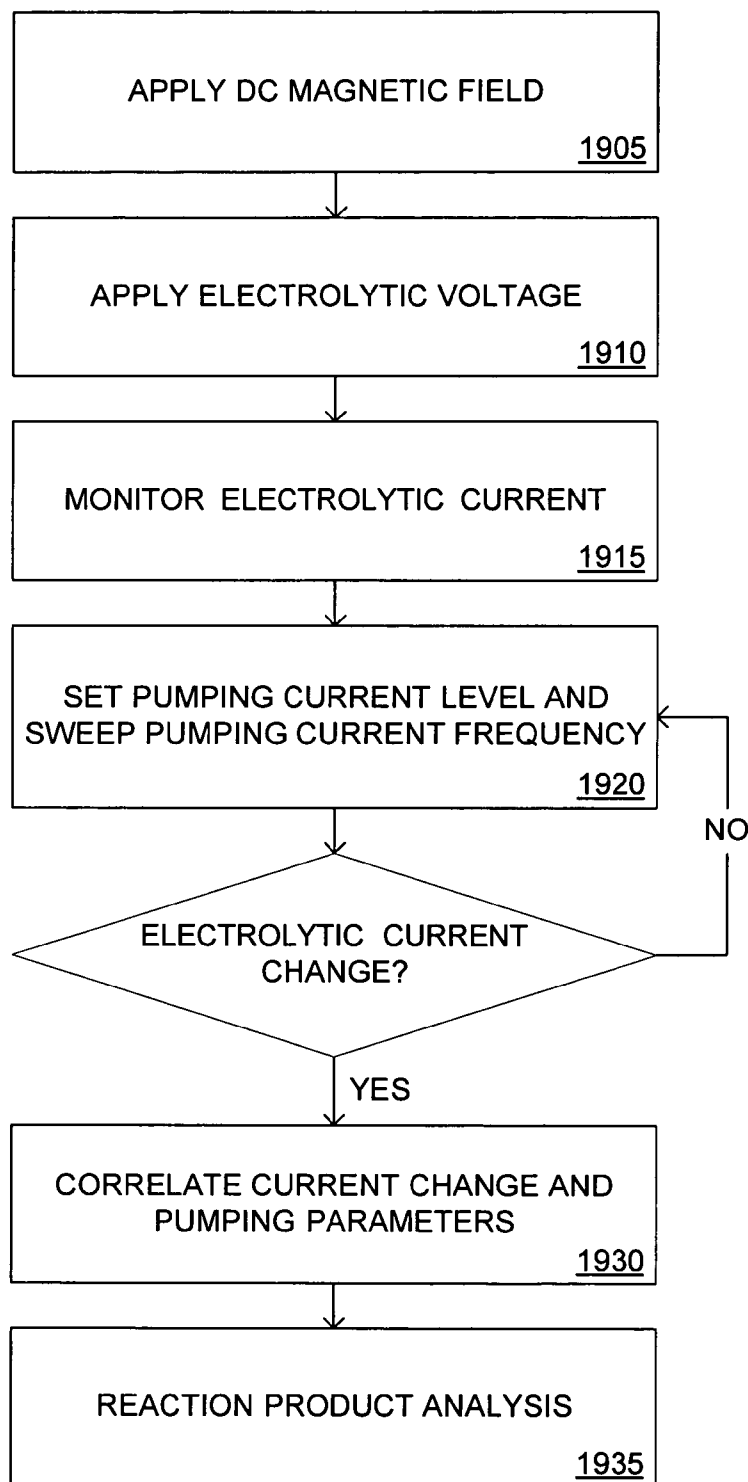 APPLY DC MAGNETIC FIELD
1905
APPLY ELECTROLYTIC VOLTAGE
1910
MONITOR ELECTROLYTIC CURRENT
1915
SET PUMPING CURRENT LEVEL AND
SWEEP PUMPING CURRENT FREQUENCY
1920
NO
ELECTROLYTIC CURRENT
CHANGE?
YES
CORRELATE CURRENT CHANGE AND
PUMPING PARAMETERS
1930
REACTION PRODUCT ANALYSIS
1935